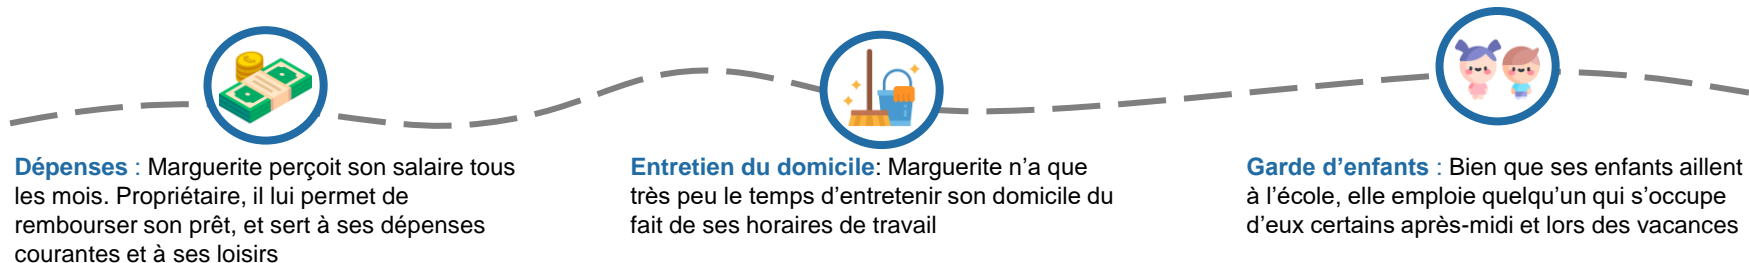 Dépenses : Marguerite perçoit son salaire tous
les mois. Propriétaire, il lui permet de
rembourser son prêt, et sert à ses dépenses
courantes et à ses loisirs
Entretien du domicile: Marguerite n’a que
très peu le temps d’entretenir son domicile du
fait de ses horaires de travail
Garde d’enfants : Bien que ses enfants aillent
à l’école, elle emploie quelqu’un qui s’occupe
d’eux certains après-midi et lors des vacances